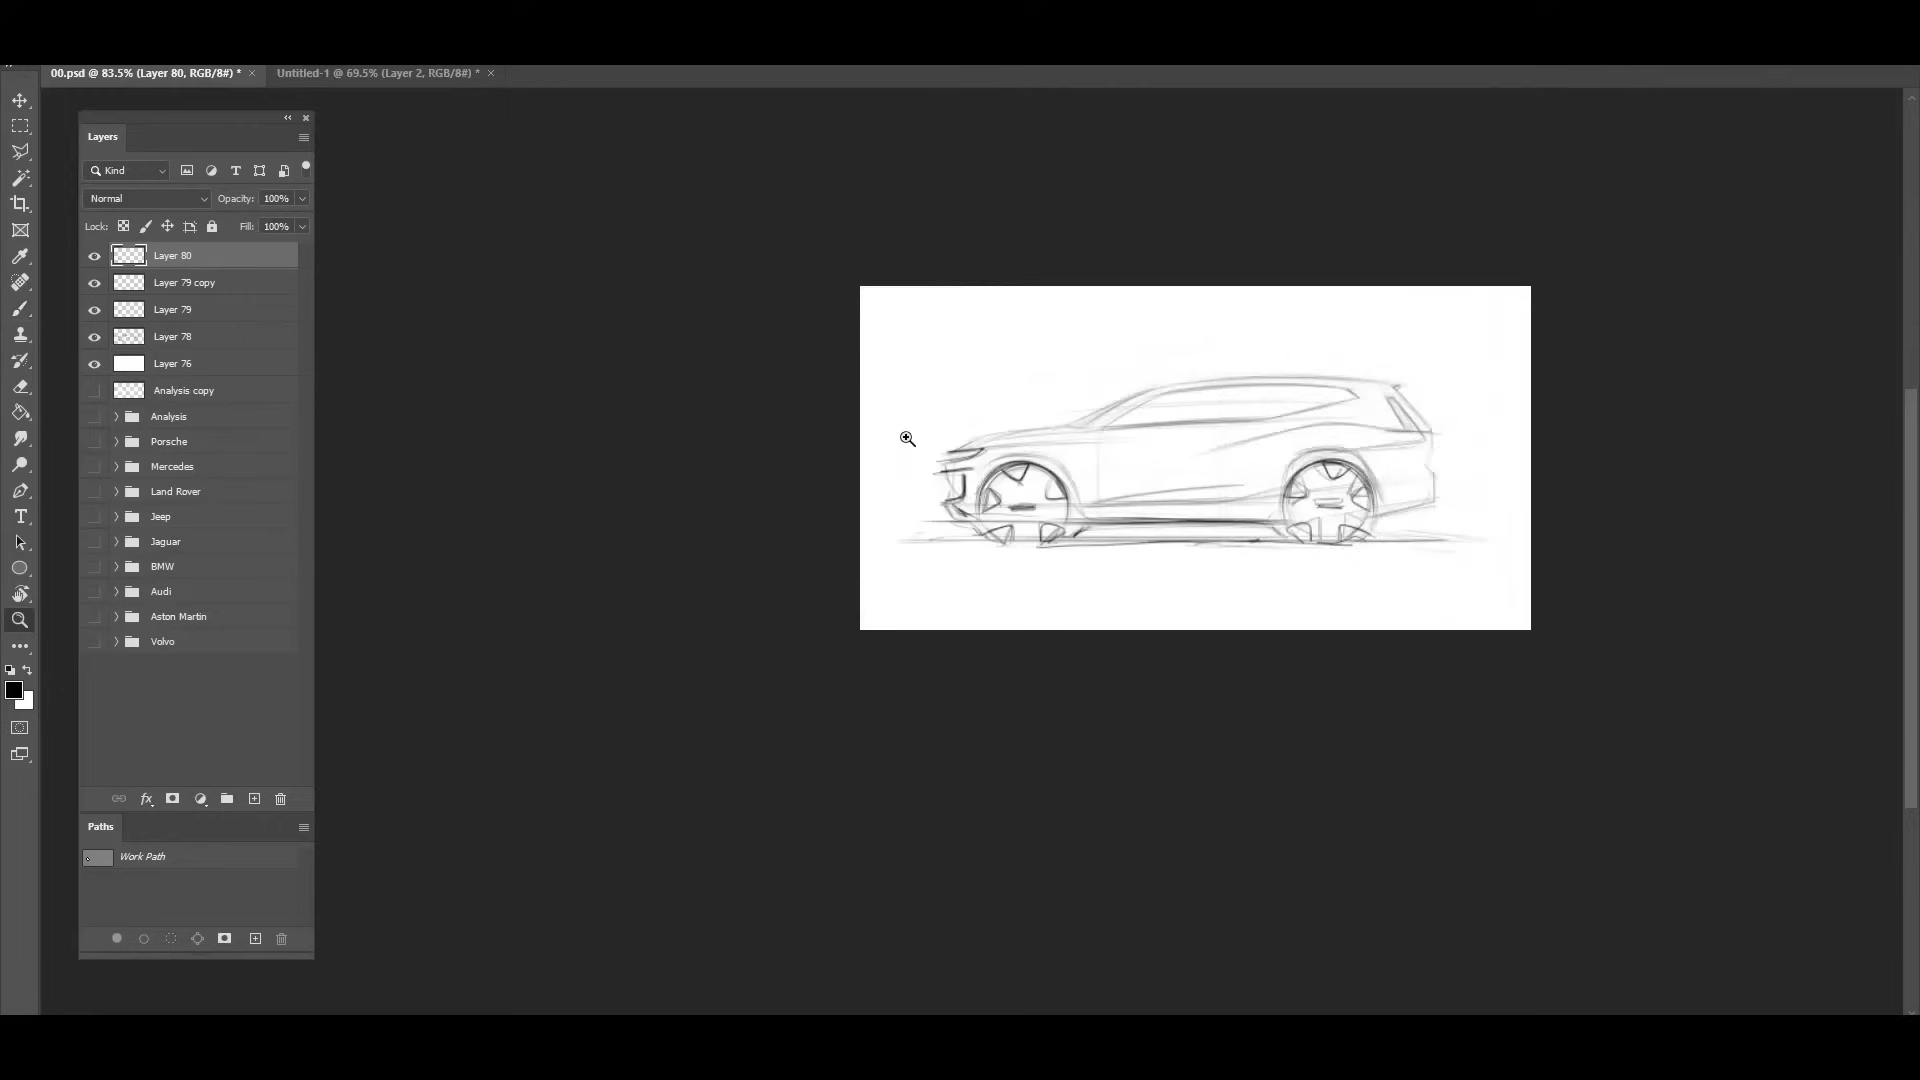 00.psd @ 83.5% (Layer 80, RGB/8#) *
Untitled-1 @ 69.5% (Layer 2, RGB/8#) *
Layers
Kind
Normal Opacity: 100%
Lock: Fill: 100%
Layer 80
Layer 79 copy
Layer 79
Layer 78
Layer 76
Analysis copy
Analysis
Porsche
Mercedes
Land Rover
Jeep
Jaguar
BMW
Audi
Aston Martin
Volvo
Paths
Work Path